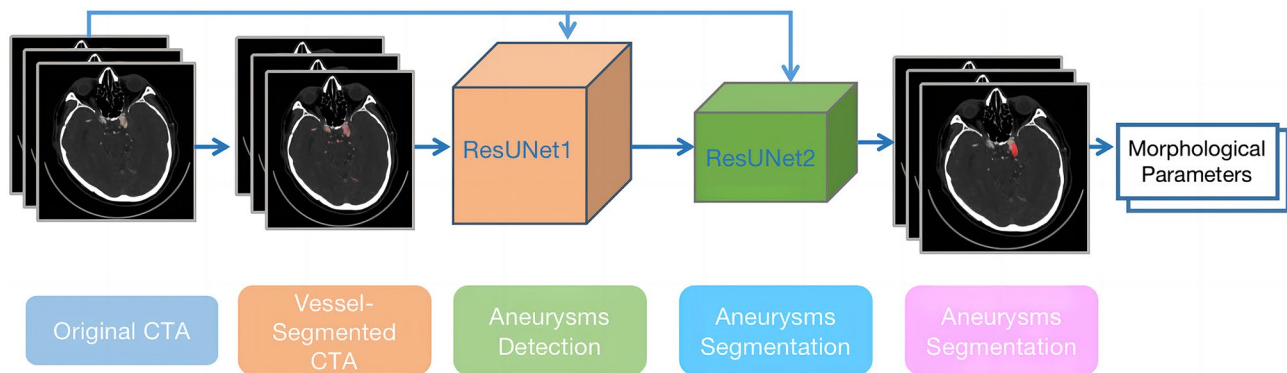 ResUNet1
ResUNet2
Morphological
Parameters
Original CTA
Vessel-
Segmented
CTA
Aneurysms
Detection
Aneurysms
Segmentation
Aneurysms
Segmentation